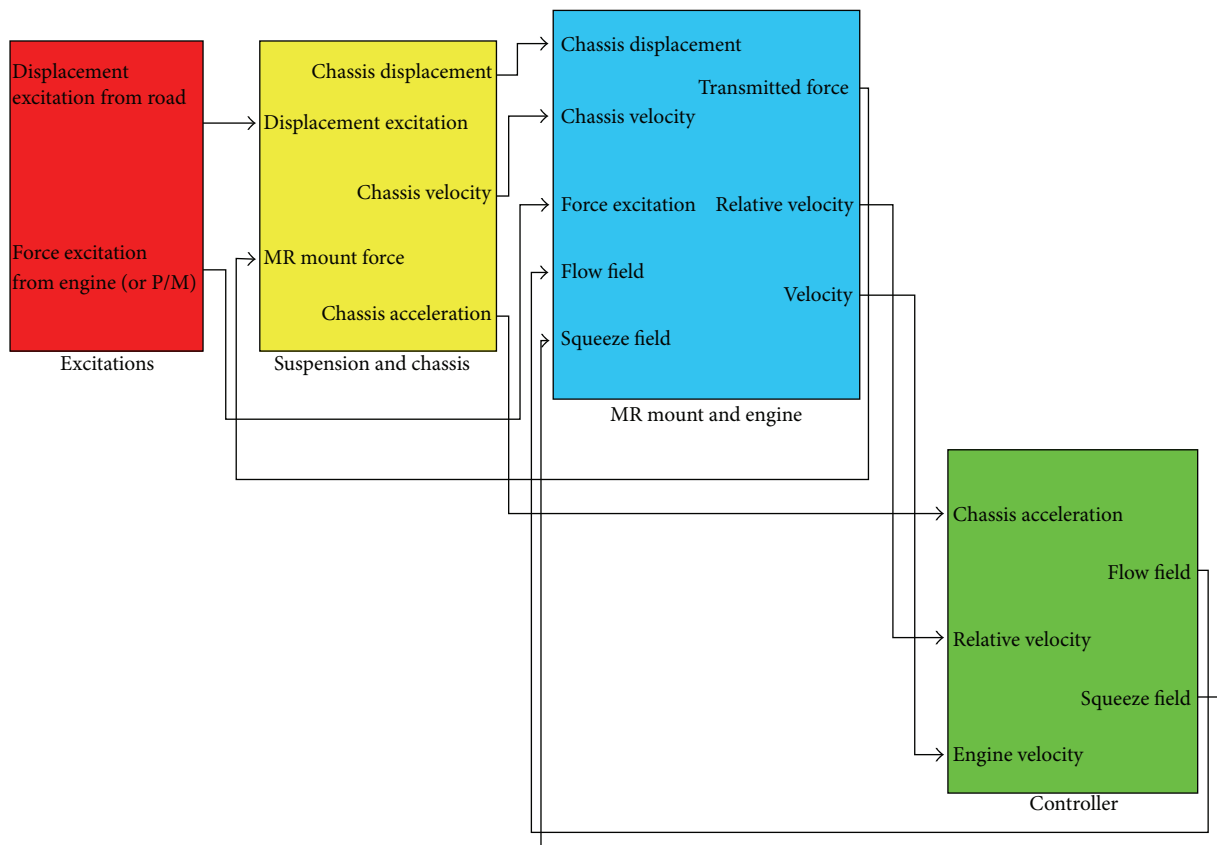 Displacement
excitation from road
Force excitation
from engine (or P/M)
Excitations
Chassis displacement
Displacement excitation
Chassis velocity
MR mount force
Chassis acceleration
Suspension and chassis
Chassis displacement
Transmitted force
Chassis velocity
Force excitation
Relative velocity
Flow field
Velocity
Squeeze field
MR mount and engine
Chassis acceleration
Flow field
Relative velocity
Squeeze field
Engine velocity
Controller